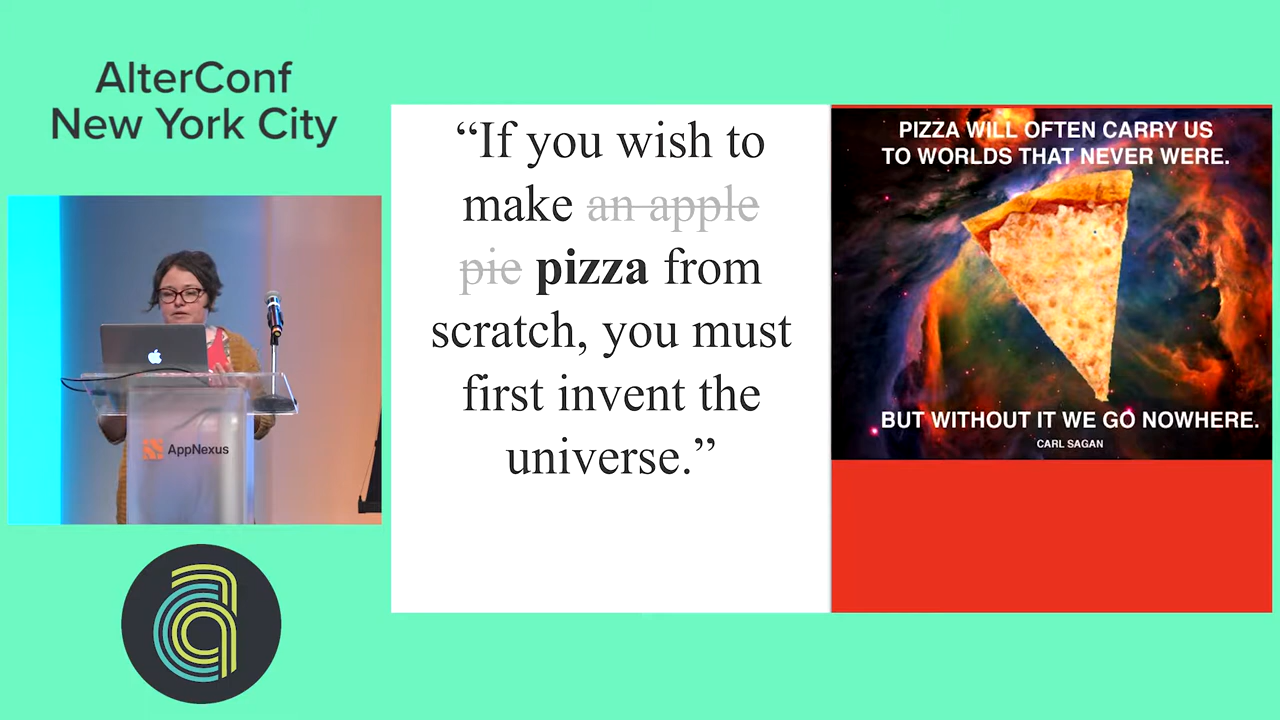 AlterConf
New York City
AppNexus
“If you wish to
make an apple
pie pizza from
scratch, you must
first invent the
universe.”
PIZZA WILL OFTEN CARRY US
TO WORLDS THAT NEVER WERE.
BUT WITHOUT IT WE GO NOWHERE.
CARL SAGAN